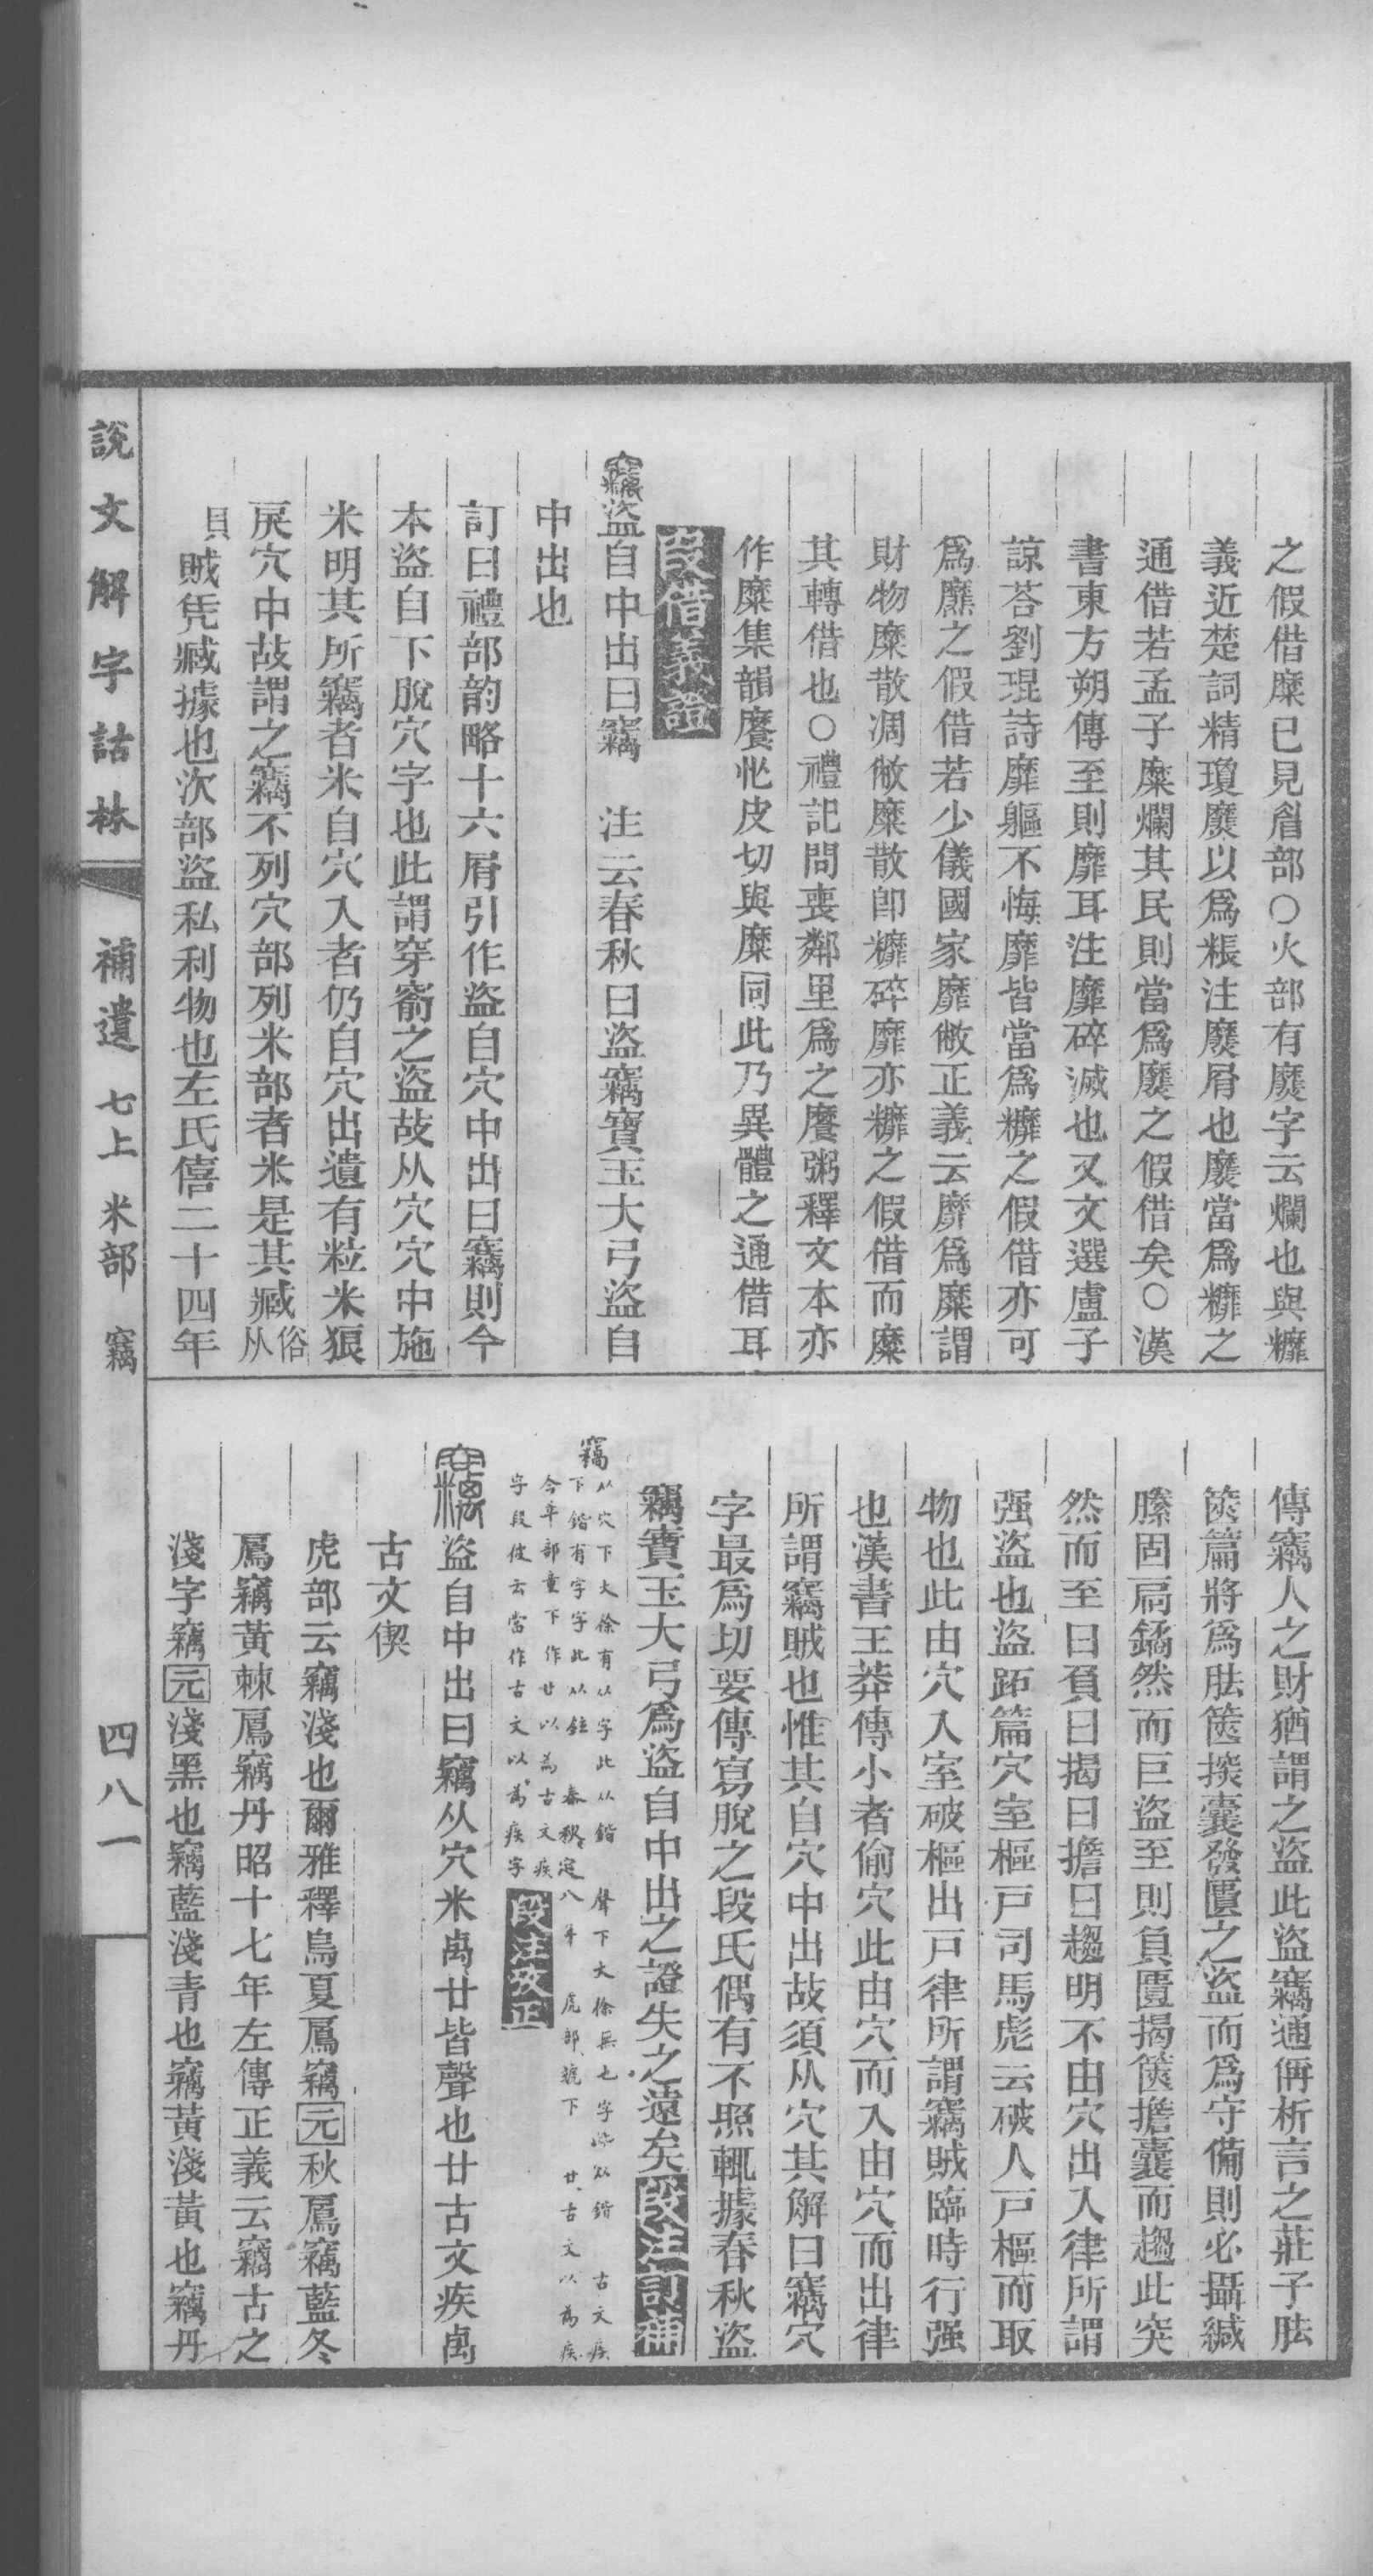 之假借糜已見眉部○火部有㸏字云爛也與䊳
義近楚詞精瓊㸏以爲粻注㸏屑也㸏當爲䊳之
通借若孟子糜爛其民則當爲㸏之假借矣○漢
書東方朔傳至則靡耳注靡碎滅也又文選盧子
諒荅劉琨詩靡軀不悔靡皆當爲䊳之假借亦可
爲靡之假借若少儀國家靡敝正義云靡爲糜謂
財物糜散凋敝糜散卽䊳碎靡亦䊳之假借而糜
其轉借也○禮記問喪鄰里爲之糜粥釋文本亦
作糜集韻䊳忙皮切與糜同此乃異體之通借耳
段借義證
竊盜自中出曰竊　注云春秋曰盜竊寶玉大弓盜自
中出也
訂曰禮部韵略十六屑引作盜自穴中出曰竊則今
本盜自下脫穴字也此謂穿窬之盜故从穴穴中施
米明其所竊者米自穴入者仍自穴出遺有粒米狼
戾穴中故謂之竊不列穴部列米部者米是其臧俗从
貝賊凭臧據也㳄部盜私利物也左氏僖二十四年
傳竊人之財猶謂之盜此盜竊通偁析言之莊子胠
篋篇將爲胠篋探囊發匱之盜而爲守備則必攝緘
縢固扃鐍然而巨盜至則負匱揭篋擔囊而趨此突
然而至曰負曰揭曰擔曰趨明不由穴出入律所謂
强盜也盜跖篇穴室樞戶司馬彪云破人戶樞而取
物也此由穴入室破樞出戶律所謂竊賊臨時行强
也漢書王莽傳小者偷穴此由穴而入由穴而出律
所謂竊賊也惟其自穴中出故須从穴其解曰竊穴
字最爲切要傳寫脫之段氏偶有不照輒據春秋盜
竊寶玉大弓爲盜自中出之證失之遠矣段注訂補
竊从穴下大徐有从字此从鍇　聲下大徐無七字此从鍇　古文疾
下鍇有字字此从鉉　春秋定八年　虎部虦下　廿古文以爲疾
今䇂部童下作廿以爲古文疾
字段彼云當作古文以爲疾字　段注攷正
竊盜自中出曰竊从穴米禼廿皆聲也廿古文疾禼
古文偰
虎部云竊淺也爾雅釋鳥夏鳸竊元秋鳸竊藍冬
鳸竊黃棘鳸竊丹昭十七年左傳正義云竊古之
淺字竊元淺黑也竊藍淺青也竊黃淺黃也竊丹
說文解字詁林　補遺　七上　米部　竊　四八一